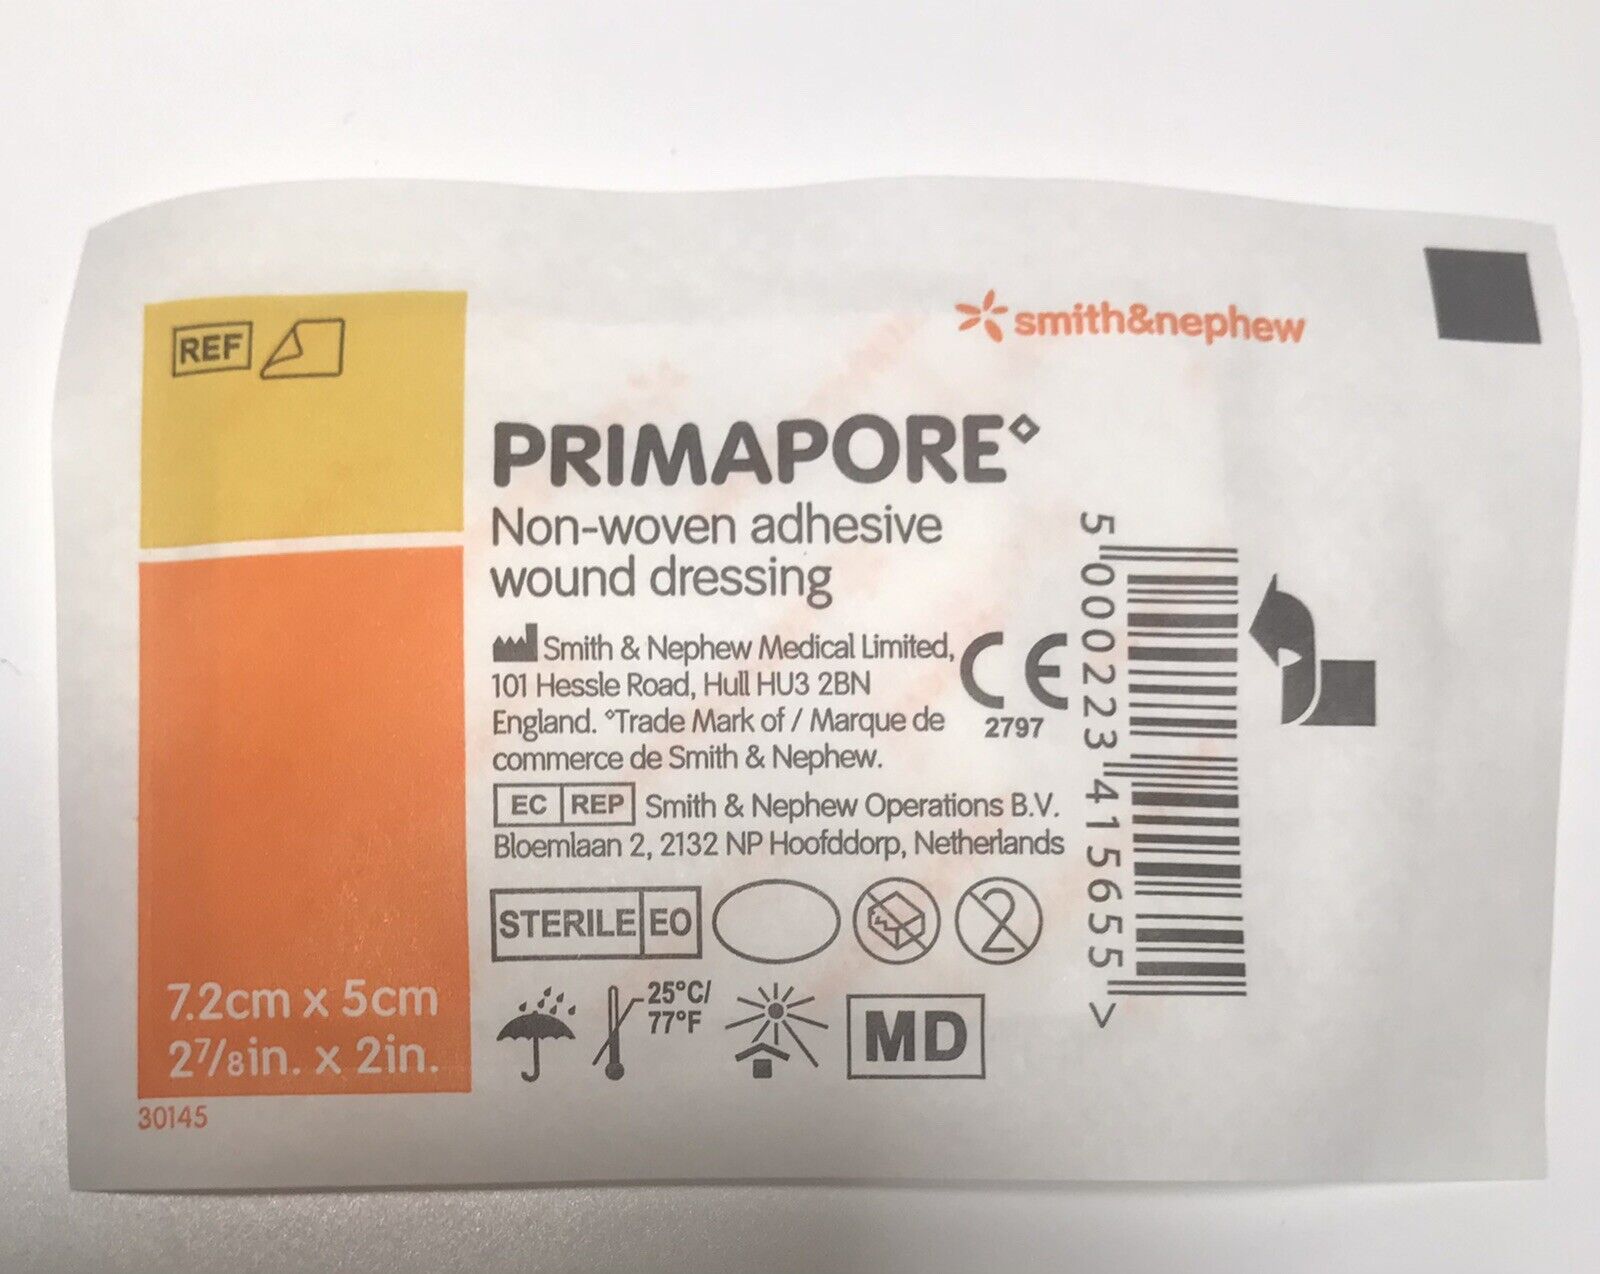 REF
smith&nephew
PRIMAPORE◇
Non-woven adhesive
wound dressing
Smith & Nephew Medical Limited,
101 Hessle Road, Hull HU3 2BN
England. ◇Trade Mark of / Marque de
commerce de Smith & Nephew.
CE
2797
EC REP Smith & Nephew Operations B.V.
Bloemlaan 2, 2132 NP Hoofddorp, Netherlands
STERILE EO
2
25°C/
77°F
MD
5 000223 415655 >
7.2cm x 5cm
2⅞in. x 2in.
30145